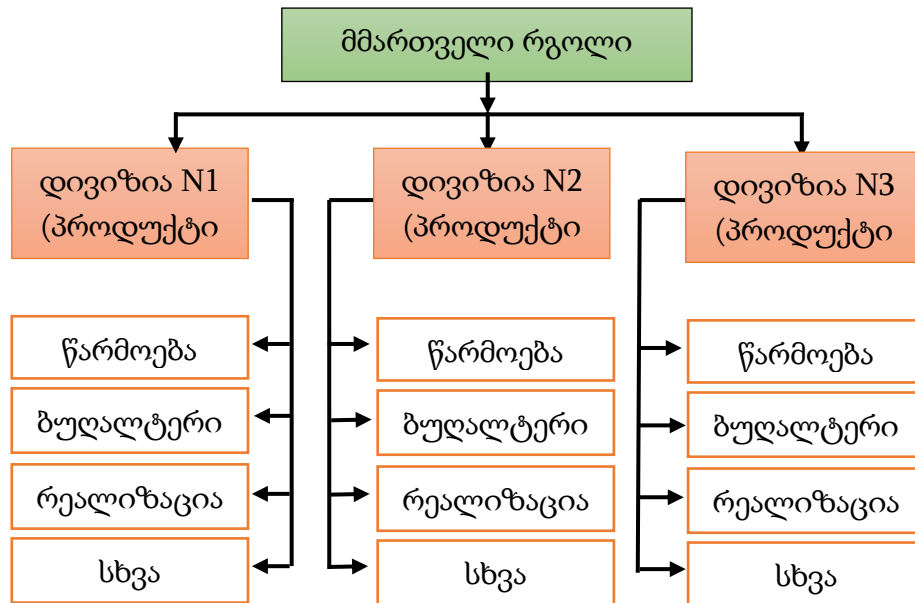 მმართველი რგოლი
დივიზია N1
(პროდუქტი
დივიზია N2
(პროდუქტი
დივიზია N3
(პროდუქტი
წარმოება
ბუღალტერი
რეალიზაცია
სხვა
წარმოება
ბუღალტერი
რეალიზაცია
სხვა
წარმოება
ბუღალტერი
რეალიზაცია
სხვა